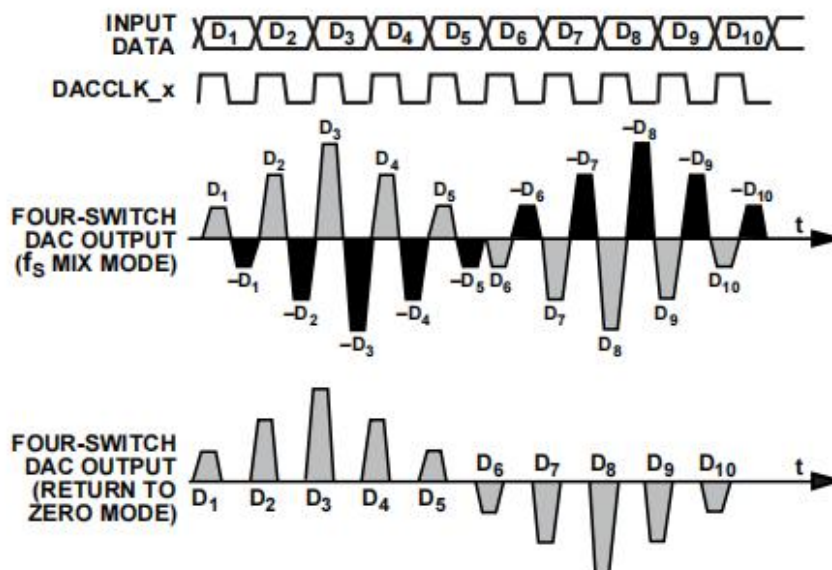 INPUT DATA D1 D2 D3 D4 D5 D6 D7 D8 D9 D10
DACCLK_x
D1 D2 D3 D4 D5 –D6 –D7 –D8 –D9 –D10
FOUR-SWITCH
DAC OUTPUT
(fS MIX MODE)
t
–D1 –D2 –D3 –D4 –D5 D6 D7 D8 D9 D10
FOUR-SWITCH
DAC OUTPUT
(RETURN TO
ZERO MODE)
D6 D7 D8 D9 D10 t
D1 D2 D3 D4 D5